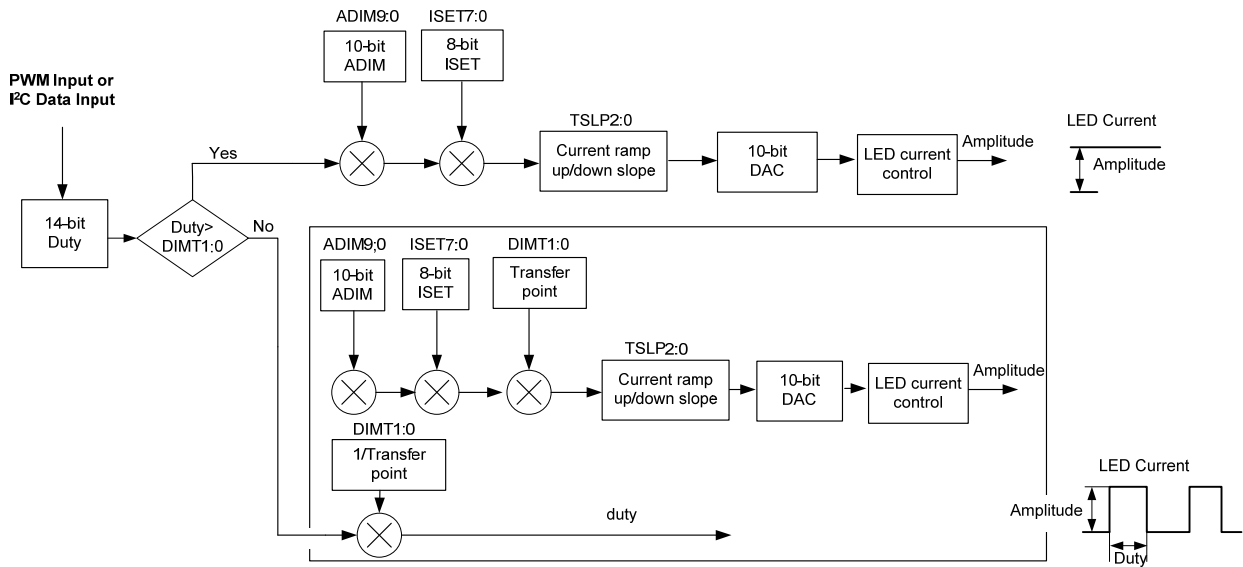 ADIM9:0
ISET7:0
10-bit
ADIM
8-bit
ISET
PWM Input or
I²C Data Input
TSLP2:0
Yes
Current ramp
up/down slope
10-bit
DAC
LED current
control
Amplitude
LED Current
Amplitude
14-bit
Duty
Duty>
DIMT1:0
No
ADIM9;0
ISET7:0
DIMT1:0
10-bit
ADIM
8-bit
ISET
Transfer
point
TSLP2:0
Current ramp
up/down slope
10-bit
DAC
LED current
control
Amplitude
DIMT1:0
1/Transfer
point
duty
LED Current
Amplitude
Duty